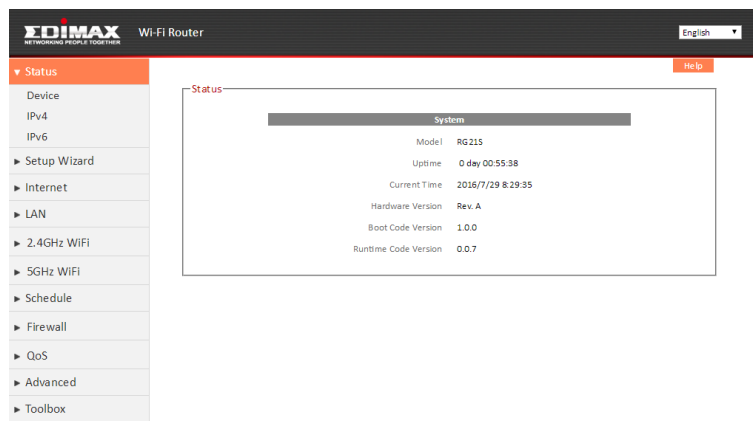 EDIMAX
NETWORKING PEOPLE TOGETHER
Wi-Fi Router
English
Help
Status
Device
IPv4
IPv6
Setup Wizard
Internet
LAN
2.4GHz WiFi
5GHz WiFi
Schedule
Firewall
QoS
Advanced
Toolbox
Status
System
Model RG21S
Uptime 0 day 00:55:38
Current Time 2016/7/29 8:29:35
Hardware Version Rev. A
Boot Code Version 1.0.0
Runtime Code Version 0.0.7